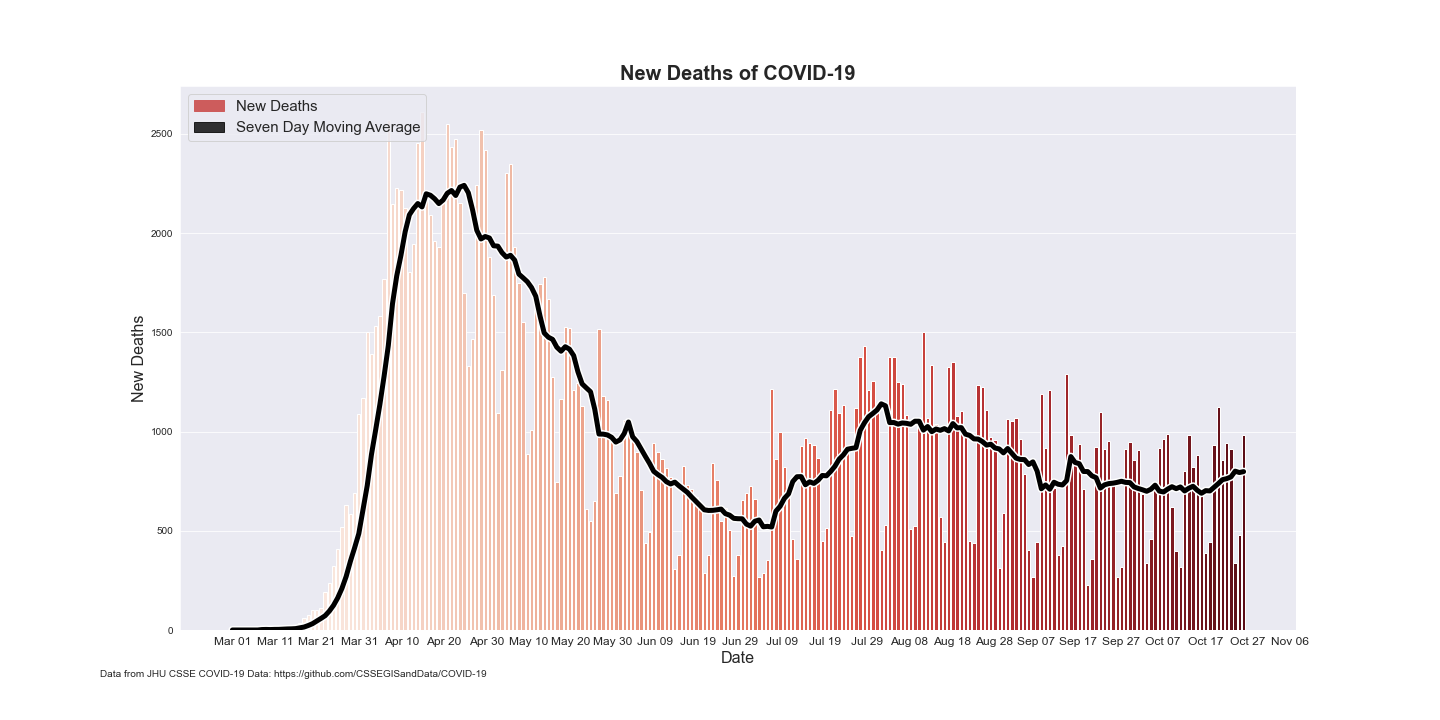 New Deaths of COVID-19
New Deaths
Seven Day Moving Average
2500
2000
1500
1000
500
0
New Deaths
Mar 01 Mar 11 Mar 21 Mar 31 Apr 10 Apr 20 Apr 30 May 10 May 20 May 30 Jun 09 Jun 19 Jun 29 Jul 09 Jul 19 Jul 29 Aug 08 Aug 18 Aug 28 Sep 07 Sep 17 Sep 27 Oct 07 Oct 17 Oct 27 Nov 06
Date
Data from JHU CSSE COVID-19 Data: https://github.com/CSSEGISandData/COVID-19